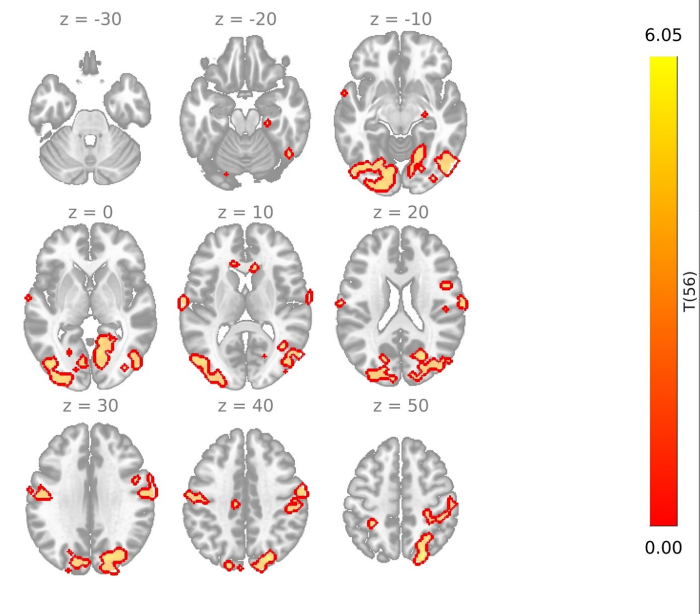 z = -30
z = -20
z = -10
6.05
z = 0
z = 10
z = 20
T(56)
z = 30
z = 40
z = 50
0.00